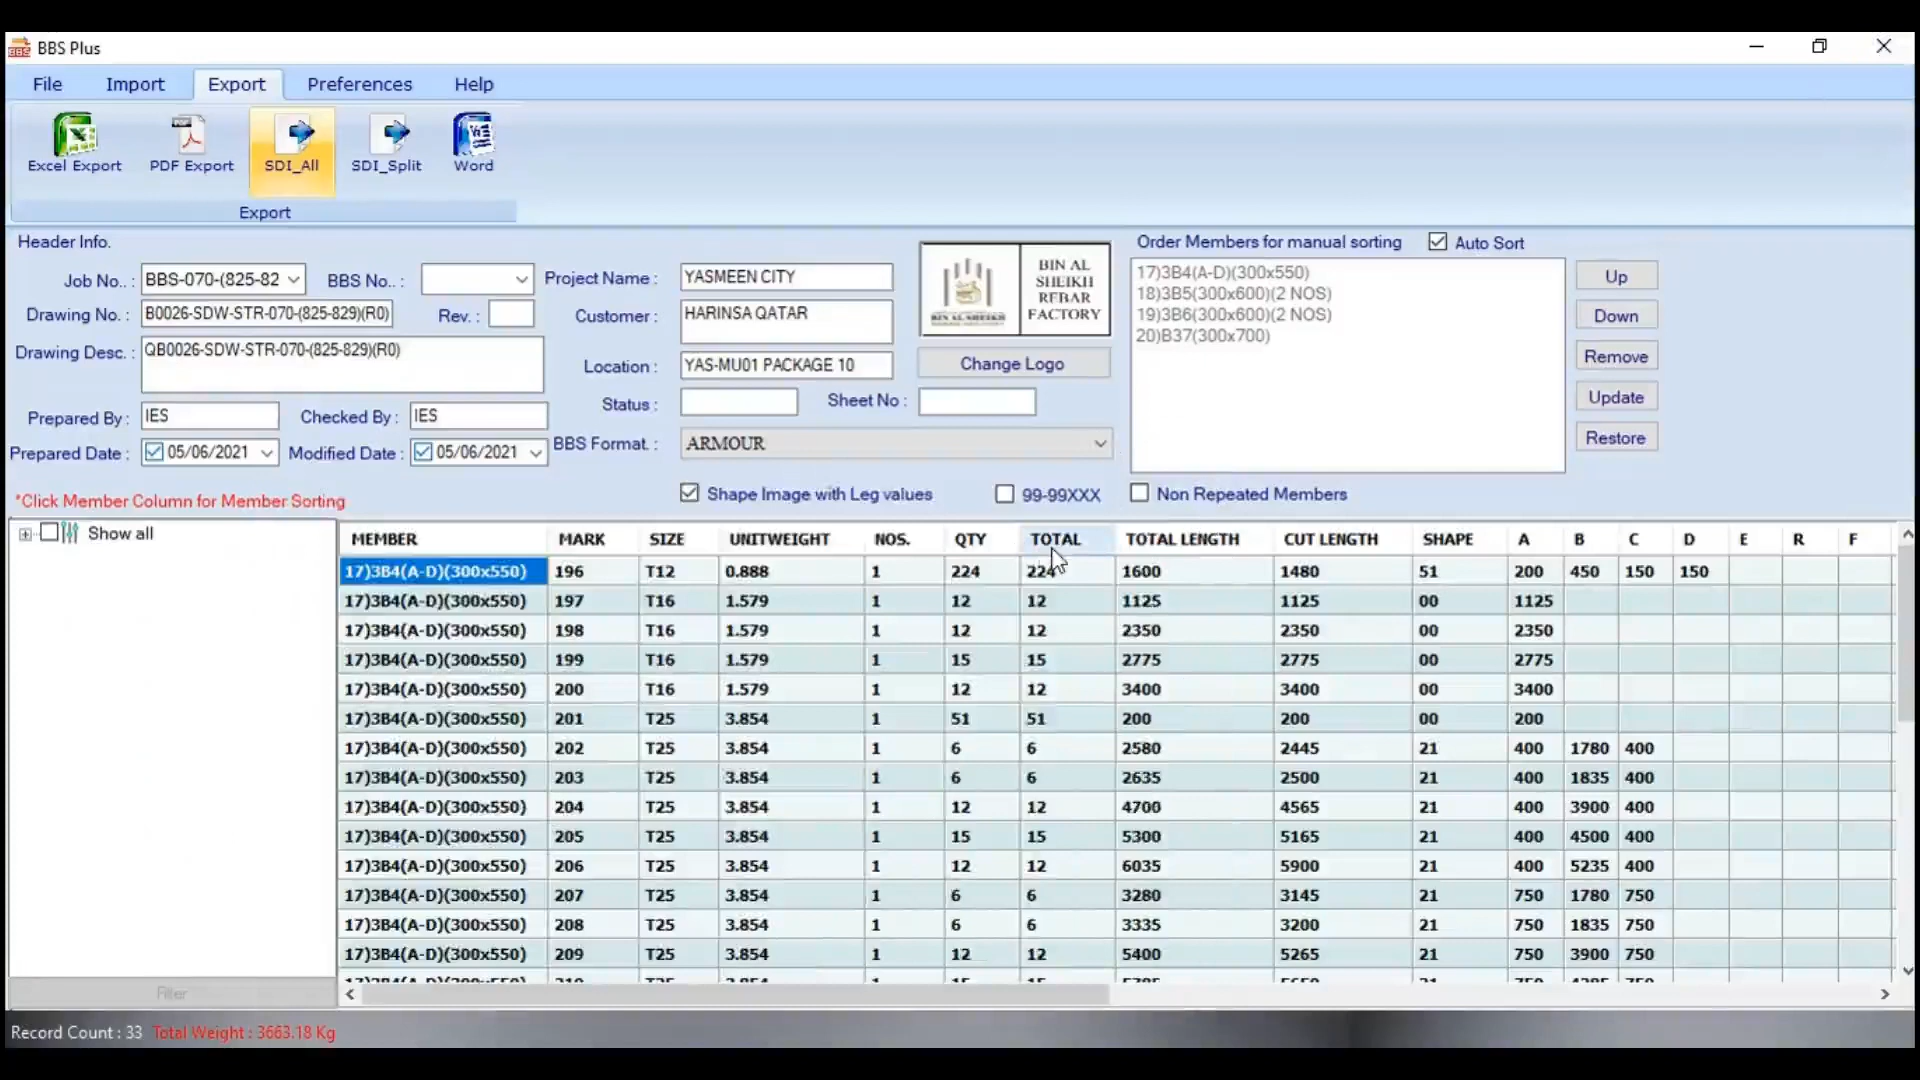 BBS Plus
File Import Export Preferences Help
Excel Export PDF Export SDI_All SDI_Split Word
Export
Header Info.
Job No.. : BBS-070-(825-82 BBS No.. :
Drawing No. : B0026-SDW-STR-070-(825-829)(R0) Rev. :
Drawing Desc. : QB0026-SDW-STR-070-(825-829)(R0)
Prepared By : IES Checked By : IES
Prepared Date : 05/06/2021 Modified Date : 05/06/2021
*Click Member Column for Member Sorting
Project Name : YASMEEN CITY
Customer : HARINSA QATAR
Location : YAS-MU01 PACKAGE 10
Status : Sheet No :
BBS Format. : ARMOUR
Shape Image with Leg values 99-99XXX Non Repeated Members
BIN AL SHEIKH
BIN AL
SHEIKH
REBAR
FACTORY
Change Logo
Order Members for manual sorting Auto Sort
17)3B4(A-D)(300x550)
18)3B5(300x600)(2 NOS)
19)3B6(300x600)(2 NOS)
20)B37(300x700)
Up
Down
Remove
Update
Restore
Show all
MEMBER MARK SIZE UNITWEIGHT NOS. QTY TOTAL TOTAL LENGTH CUT LENGTH SHAPE A B C D E R F
17)3B4(A-D)(300x550) 196 T12 0.888 1 224 224 1600 1480 51 200 450 150 150
17)3B4(A-D)(300x550) 197 T16 1.579 1 12 12 1125 1125 00 1125
17)3B4(A-D)(300x550) 198 T16 1.579 1 12 12 2350 2350 00 2350
17)3B4(A-D)(300x550) 199 T16 1.579 1 15 15 2775 2775 00 2775
17)3B4(A-D)(300x550) 200 T16 1.579 1 12 12 3400 3400 00 3400
17)3B4(A-D)(300x550) 201 T25 3.854 1 51 51 200 200 00 200
17)3B4(A-D)(300x550) 202 T25 3.854 1 6 6 2580 2445 21 400 1780 400
17)3B4(A-D)(300x550) 203 T25 3.854 1 6 6 2635 2500 21 400 1835 400
17)3B4(A-D)(300x550) 204 T25 3.854 1 12 12 4700 4565 21 400 3900 400
17)3B4(A-D)(300x550) 205 T25 3.854 1 15 15 5300 5165 21 400 4500 400
17)3B4(A-D)(300x550) 206 T25 3.854 1 12 12 6035 5900 21 400 5235 400
17)3B4(A-D)(300x550) 207 T25 3.854 1 6 6 3280 3145 21 750 1780 750
17)3B4(A-D)(300x550) 208 T25 3.854 1 6 6 3335 3200 21 750 1835 750
17)3B4(A-D)(300x550) 209 T25 3.854 1 12 12 5400 5265 21 750 3900 750
Filter
Record Count : 33 Total Weight : 3663.18 Kg